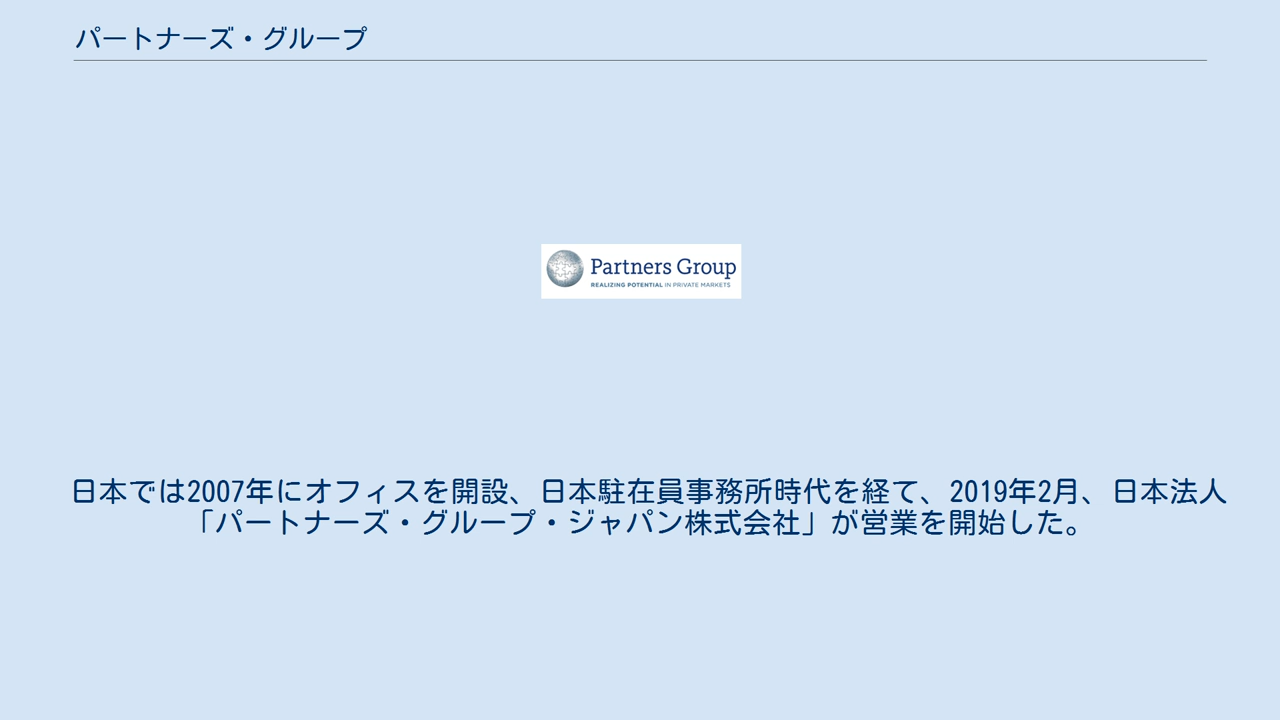 パートナーズ・グループ
Partners Group
REALIZING POTENTIAL IN PRIVATE MARKETS
日本では2007年にオフィスを開設、日本駐在員事務所時代を経て、2019年2月、日本法人
「パートナーズ・グループ・ジャパン株式会社」が営業を開始した。